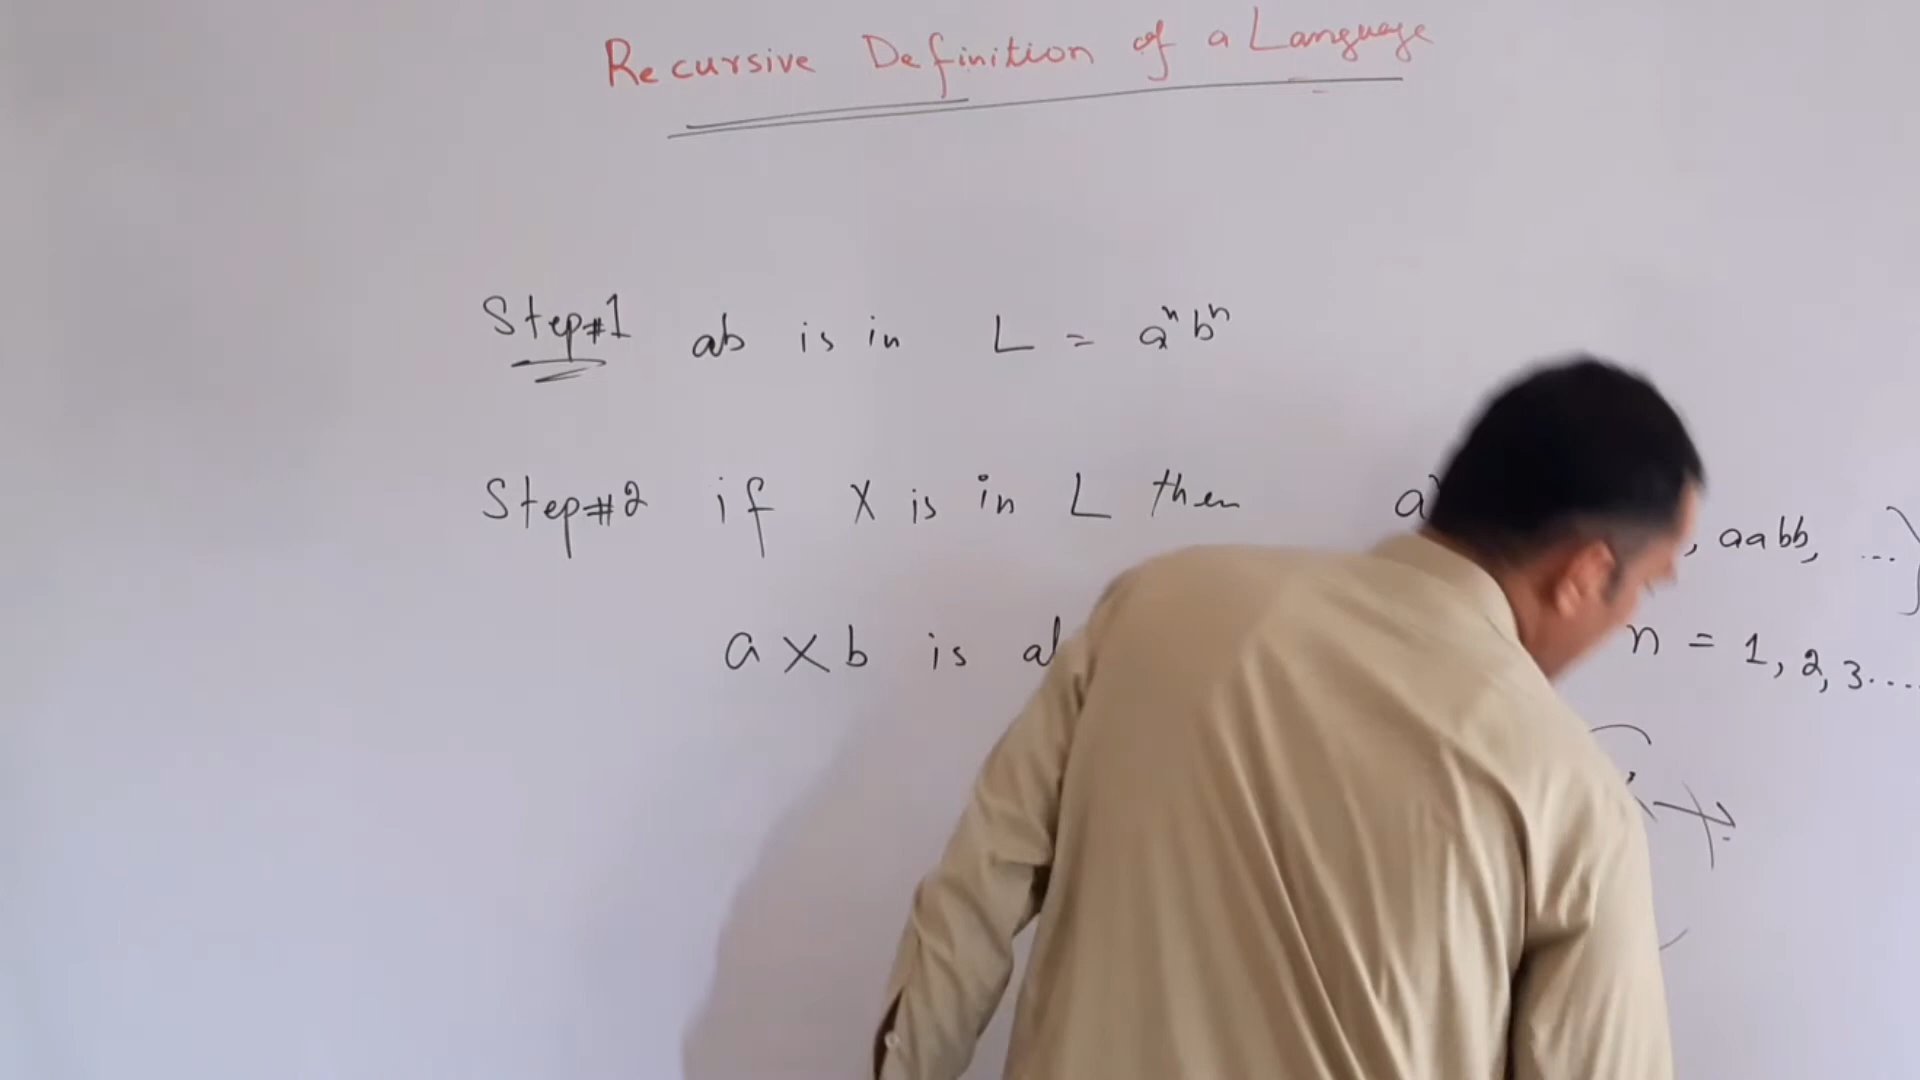 Recursive Definition of a Language
Step#1 ab is in L = aⁿbⁿ
Step#2 if X is in L then
a
, aabb, ...}
aXb is
n = 1, 2, 3....